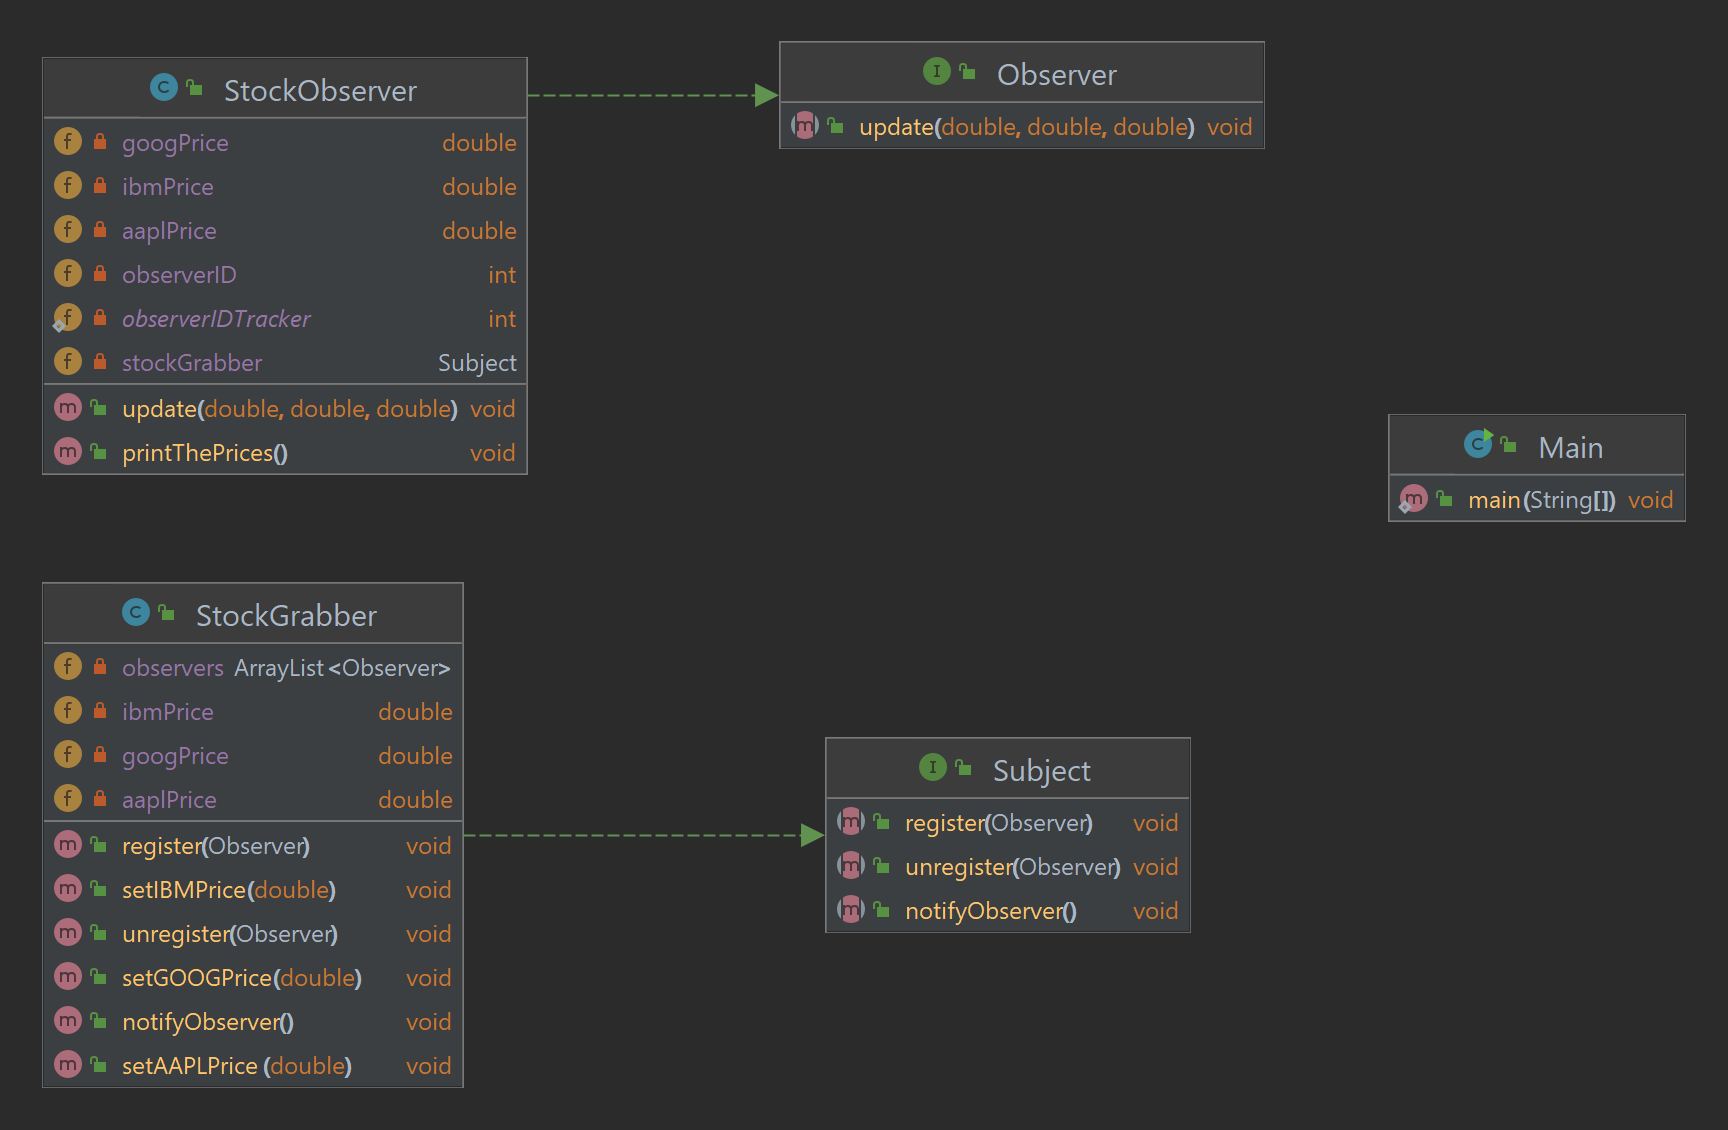 StockObserver
googPrice double
ibmPrice double
aaplPrice double
observerID int
observerIDTracker int
stockGrabber Subject
update(double, double, double) void
printThePrices() void
Observer
update(double, double, double) void
Main
main(String[]) void
StockGrabber
observers ArrayList<Observer>
ibmPrice double
googPrice double
aaplPrice double
register(Observer) void
setIBMPrice(double) void
unregister(Observer) void
setGOOGPrice(double) void
notifyObserver() void
setAAPLPrice(double) void
Subject
register(Observer) void
unregister(Observer) void
notifyObserver() void